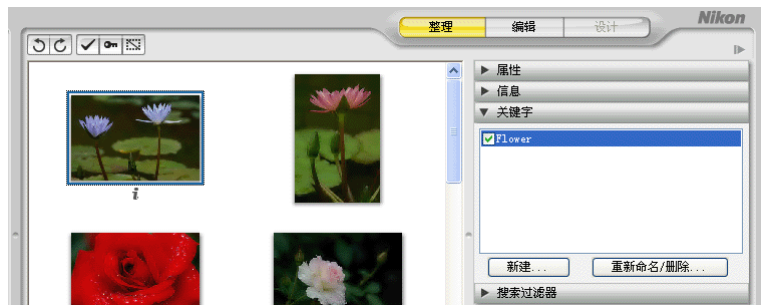 Nikon
整理 编辑 设计
属性
信息
关键字
Flower
新建... 重新命名/删除...
搜索过滤器